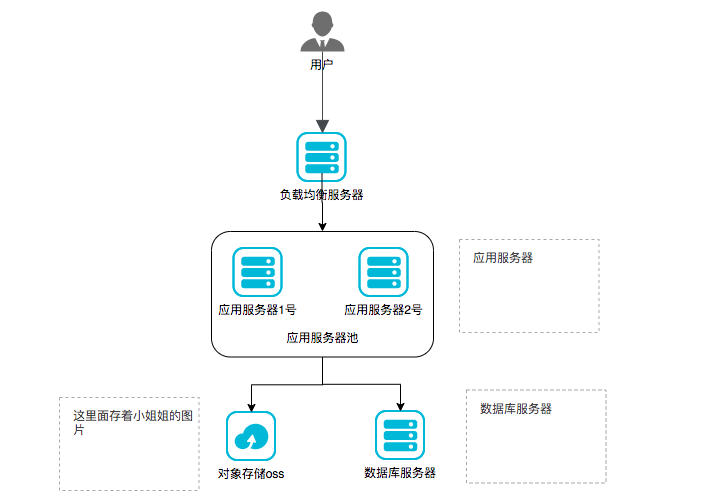 用户
负载均衡服务器
应用服务器1号
应用服务器2号
应用服务器池
应用服务器
这里面存着小姐姐的图
片
对象存储oss
数据库服务器
数据库服务器